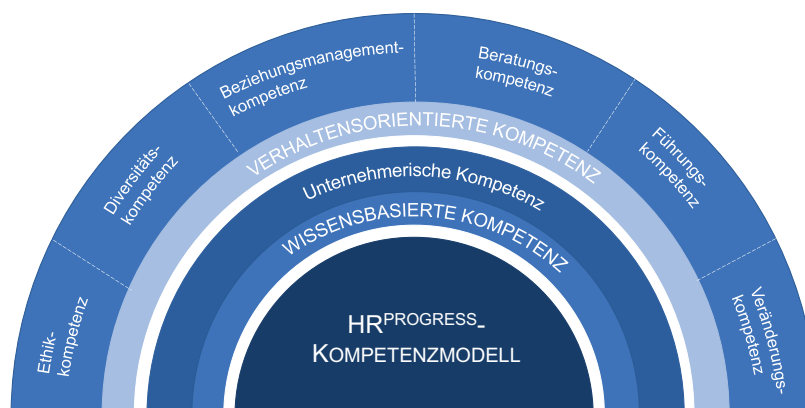 Ethik-
kompetenz
Diversitäts-
kompetenz
Beziehungsmanagement-
kompetenz
Beratungs-
kompetenz
Führungs-
kompetenz
Veränderungs-
kompetenz
VERHALTENSORIENTIERTE KOMPETENZ
Unternehmerische Kompetenz
WISSENSBASIERTE KOMPETENZ
HRPROGRESS-
KOMPETENZMODELL